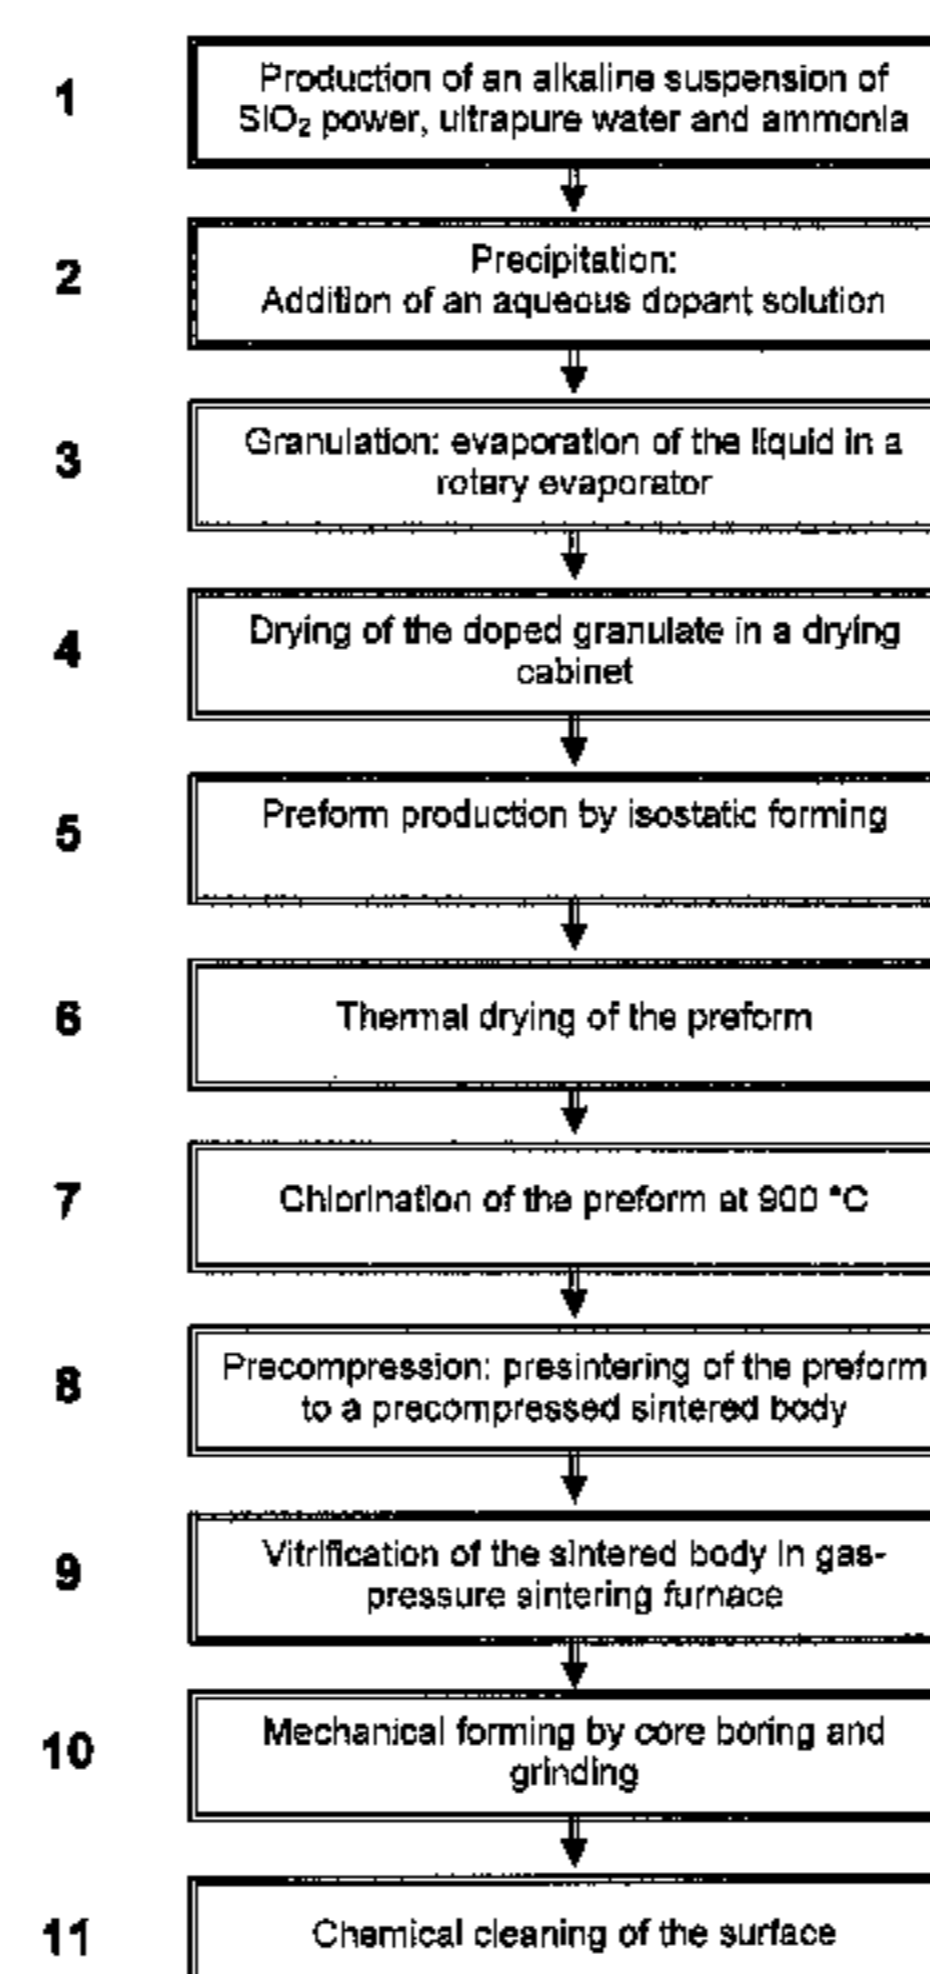 1
Production of an alkaline suspension of
SiO₂ power, ultrapure water and ammonia
2
Precipitation:
Addition of an aqueous dopant solution
3
Granulation: evaporation of the liquid in a
rotary evaporator
4
Drying of the doped granulate in a drying
cabinet
5
Preform production by isostatic forming
6
Thermal drying of the preform
7
Chlorination of the preform at 900 °C
8
Precompression: presintering of the preform
to a precompressed sintered body
9
Vitrification of the sintered body in gas-
pressure sintering furnace
10
Mechanical forming by core boring and
grinding
11
Chemical cleaning of the surface